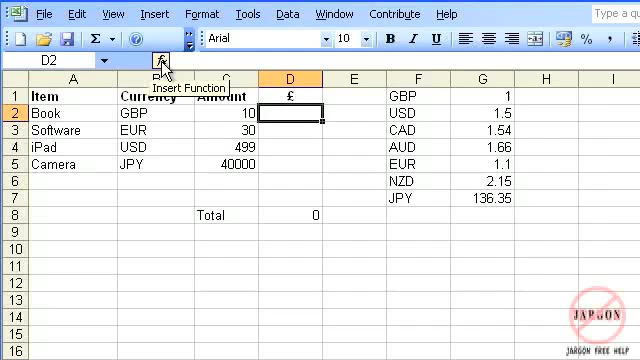 File Edit View Insert Format Tools Data Window Help Type a qu
Arial 10 B I U
D2 fx
Insert Function
A B C D E F G H I
1 Item Currency Amount £ GBP 1
2 Book GBP 10 USD 1.5
3 Software EUR 30 CAD 1.54
4 iPad USD 499 AUD 1.66
5 Camera JPY 40000 EUR 1.1
6 NZD 2.15
7 JPY 136.35
8 Total 0
9
10
11
12
13
14
15
16
JARGON
JARGON FREE HELP